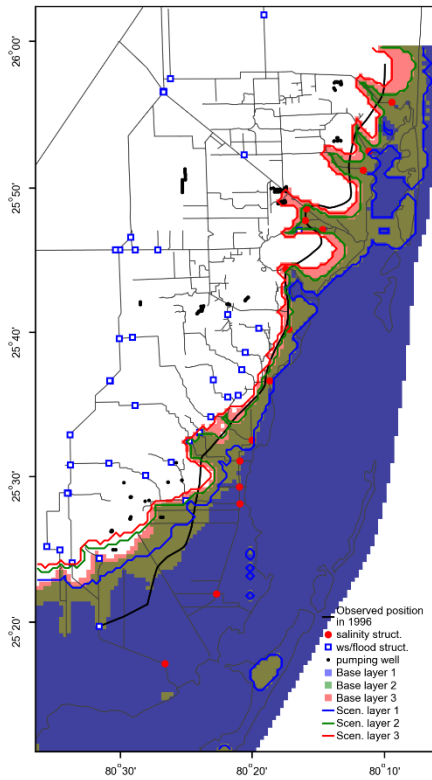 26°00'
25°50'
25°40'
25°30'
25°20'
Observed position
in 1996
salinity struct.
ws/flood struct.
pumping well
Base layer 1
Base layer 2
Base layer 3
Scen. layer 1
Scen. layer 2
Scen. layer 3
80°30' 80°20' 80°10'